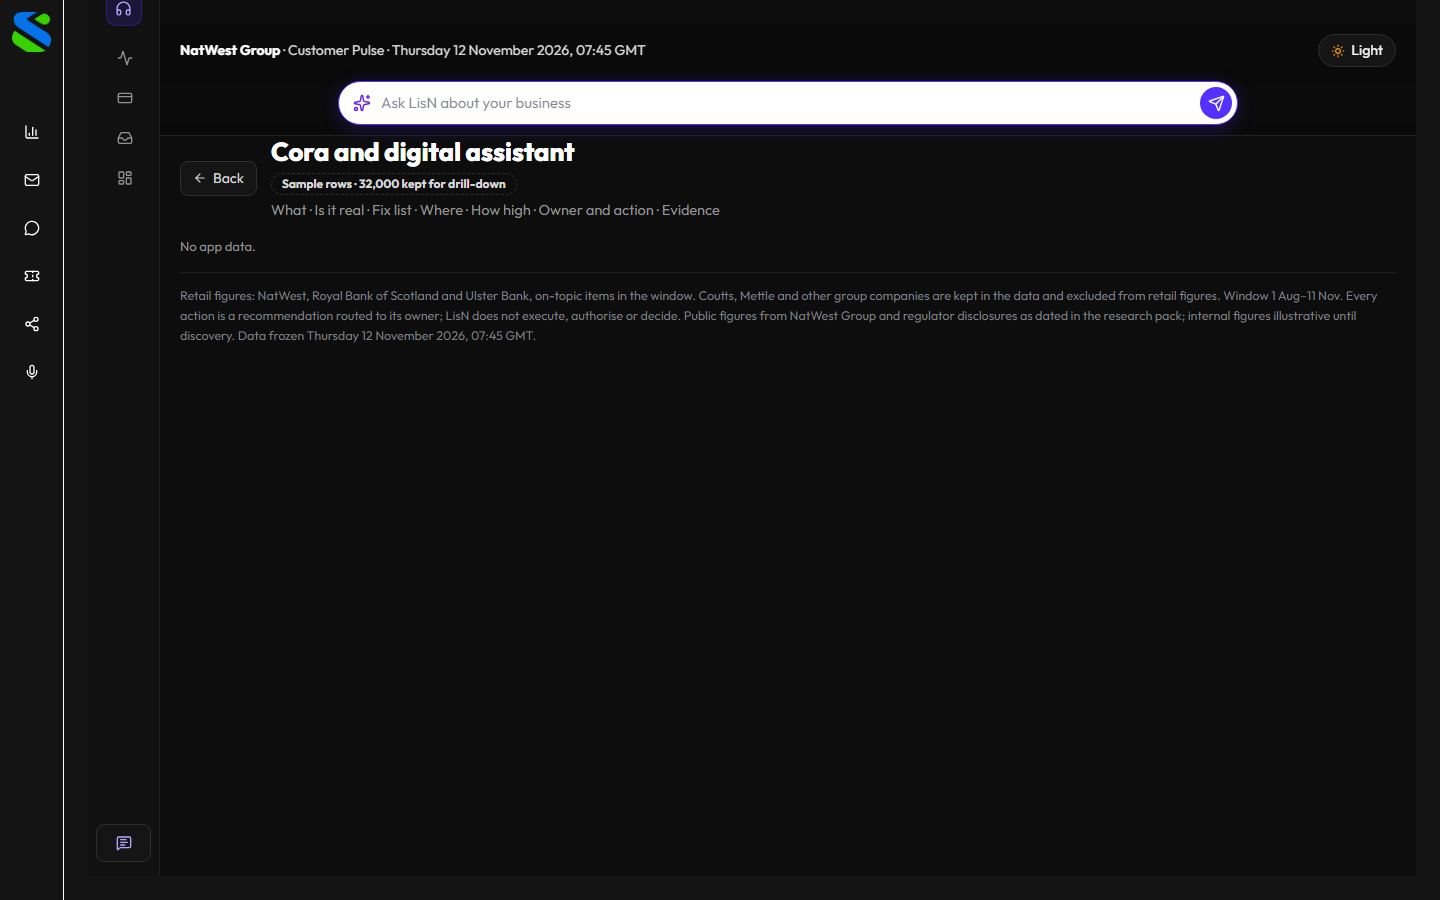 NatWest Group · Customer Pulse · Thursday 12 November 2026, 07:45 GMT
Light
Ask LisN about your business
Back
Cora and digital assistant
Sample rows · 32,000 kept for drill-down
What · Is it real · Fix list · Where · How high · Owner and action · Evidence
No app data.
Retail figures: NatWest, Royal Bank of Scotland and Ulster Bank, on-topic items in the window. Coutts, Mettle and other group companies are kept in the data and excluded from retail figures. Window 1 Aug–11 Nov. Every
action is a recommendation routed to its owner; LisN does not execute, authorise or decide. Public figures from NatWest Group and regulator disclosures as dated in the research pack; internal figures illustrative until
discovery. Data frozen Thursday 12 November 2026, 07:45 GMT.